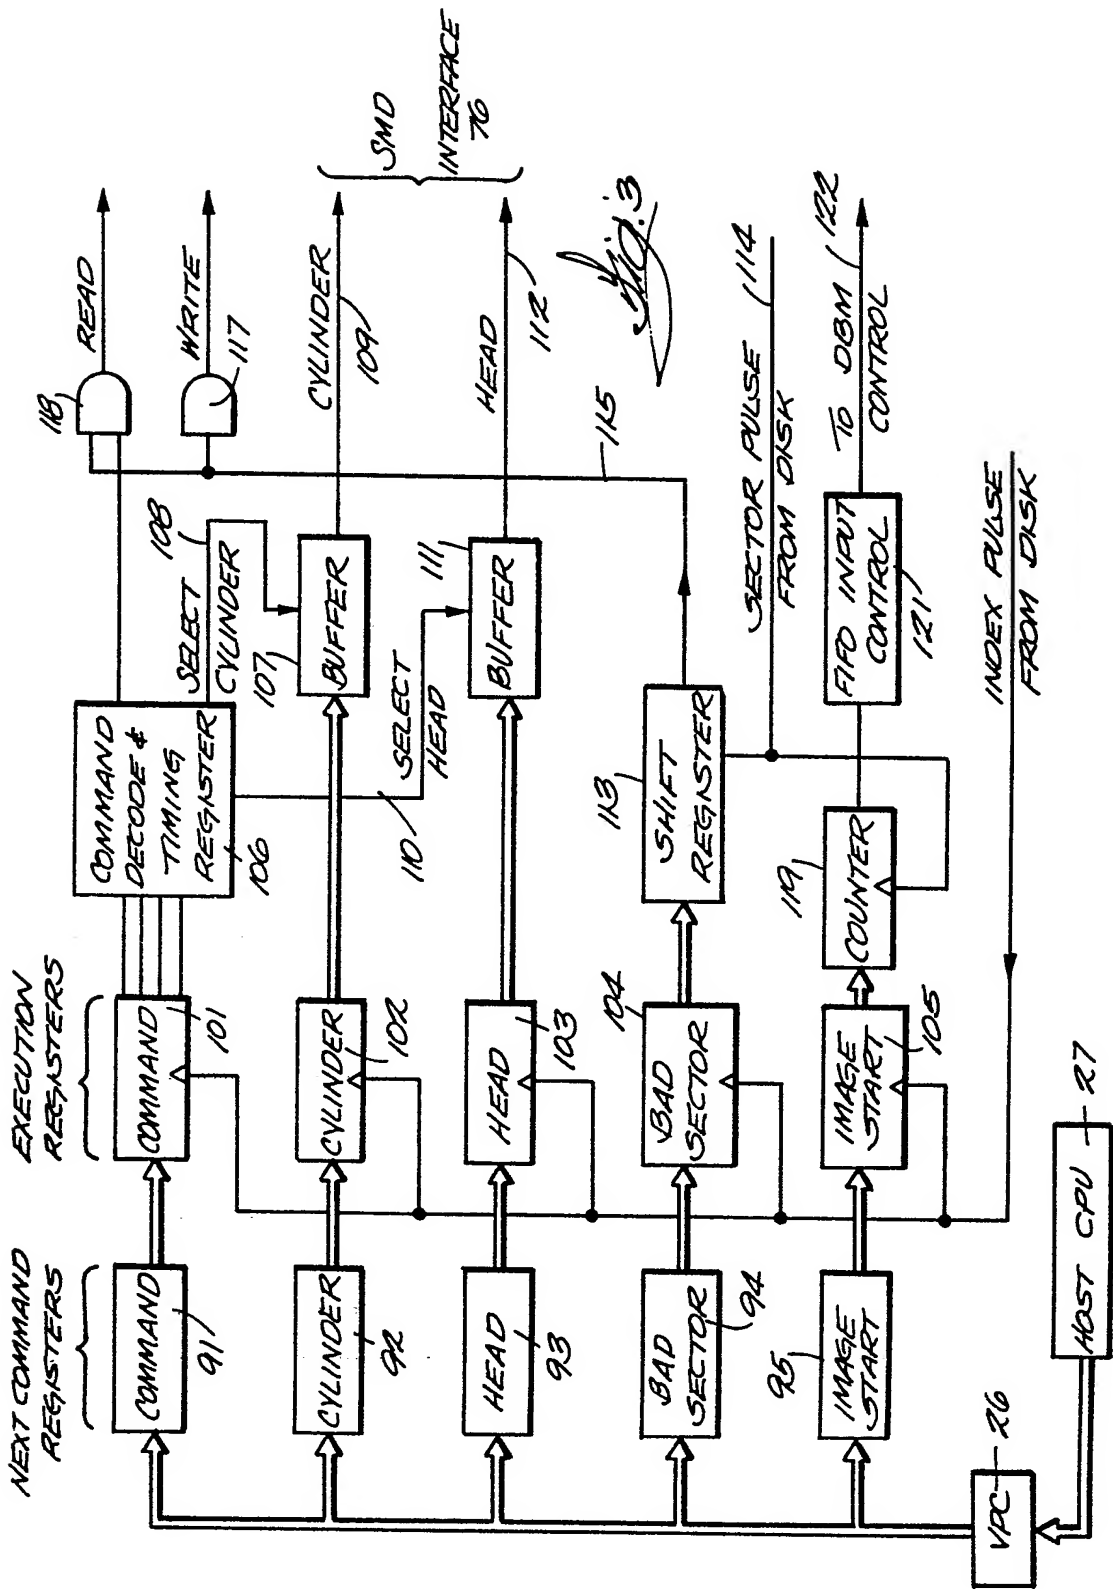 NEXT COMMAND
REGISTERS
EXECUTION
REGISTERS
COMMAND
91
COMMAND
101
COMMAND
DECODE &
TIMING
REGISTER
106
118
READ
WRITE
117
SELECT
CYLINDER
108
CYLINDER
92
CYLINDER
102
107
BUFFER
CYLINDER
109
SMD
INTERFACE
76
110
SELECT
HEAD
HEAD
93
HEAD
103
BUFFER
111
HEAD
112
115
Fig. 3
BAD
SECTOR
94
BAD
SECTOR
104
113
SHIFT
REGISTER
SECTOR PULSE
FROM DISK
114
95
IMAGE
START
IMAGE
START
105
119
COUNTER
FIFO INPUT
CONTROL
121
TO DBM
CONTROL
122
INDEX PULSE
FROM DISK
VPC
26
HOST CPU
27